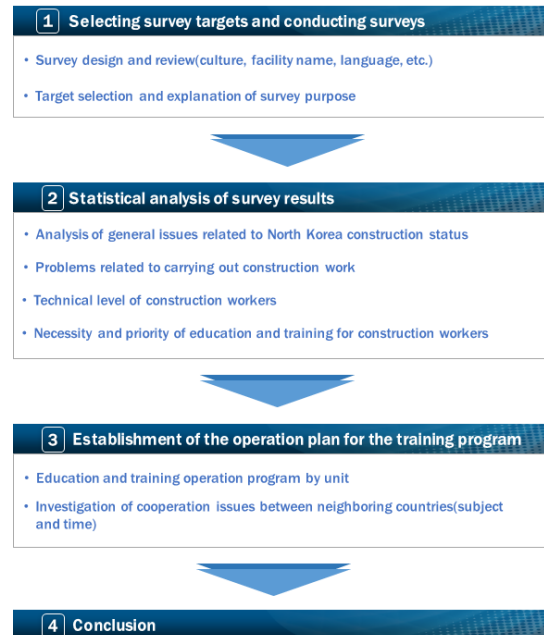 1 Selecting survey targets and conducting surveys
• Survey design and review(culture, facility name, language, etc.)
• Target selection and explanation of survey purpose
2 Statistical analysis of survey results
• Analysis of general issues related to North Korea construction status
• Problems related to carrying out construction work
• Technical level of construction workers
• Necessity and priority of education and training for construction workers
3 Establishment of the operation plan for the training program
• Education and training operation program by unit
• Investigation of cooperation issues between neighboring countries(subject
and time)
4 Conclusion